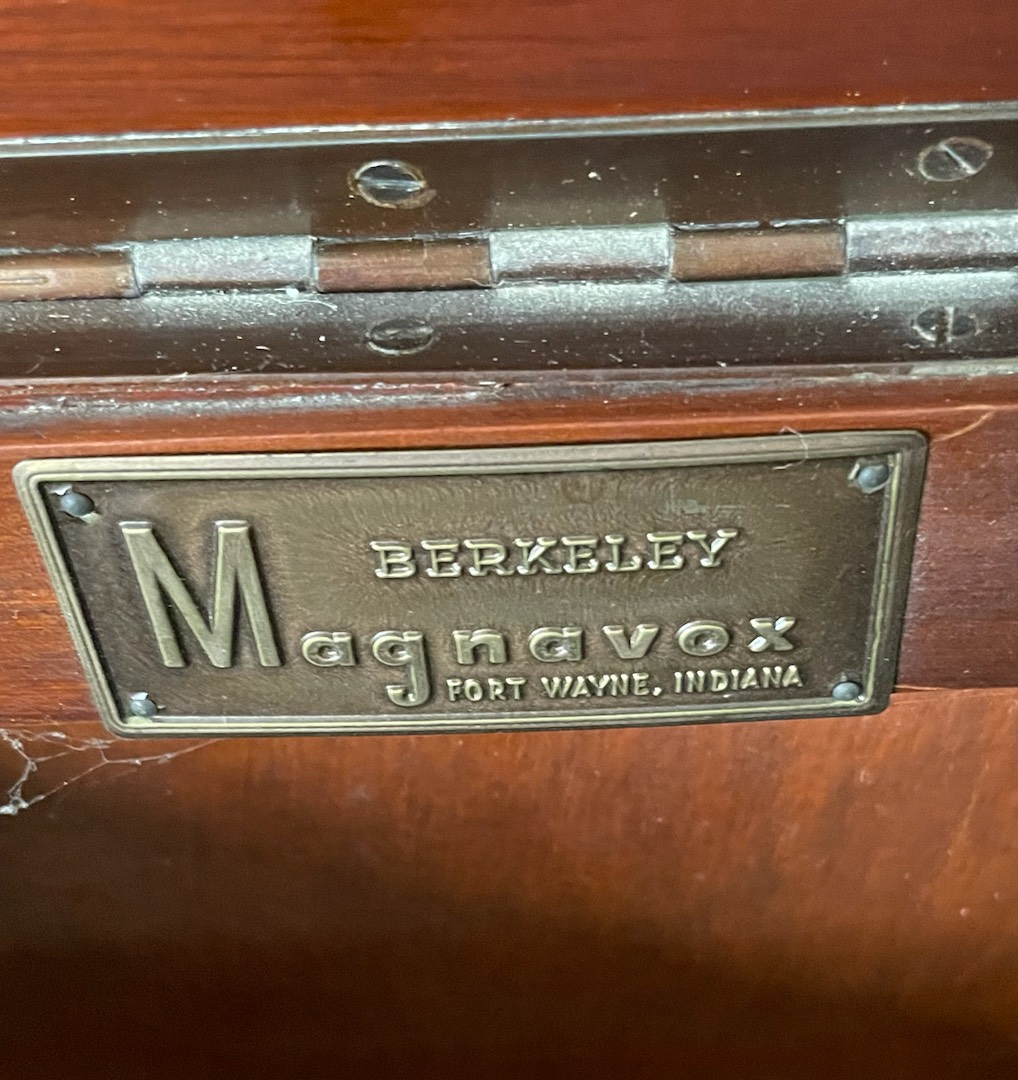 BERKELEY
Magnavox
FORT WAYNE, INDIANA